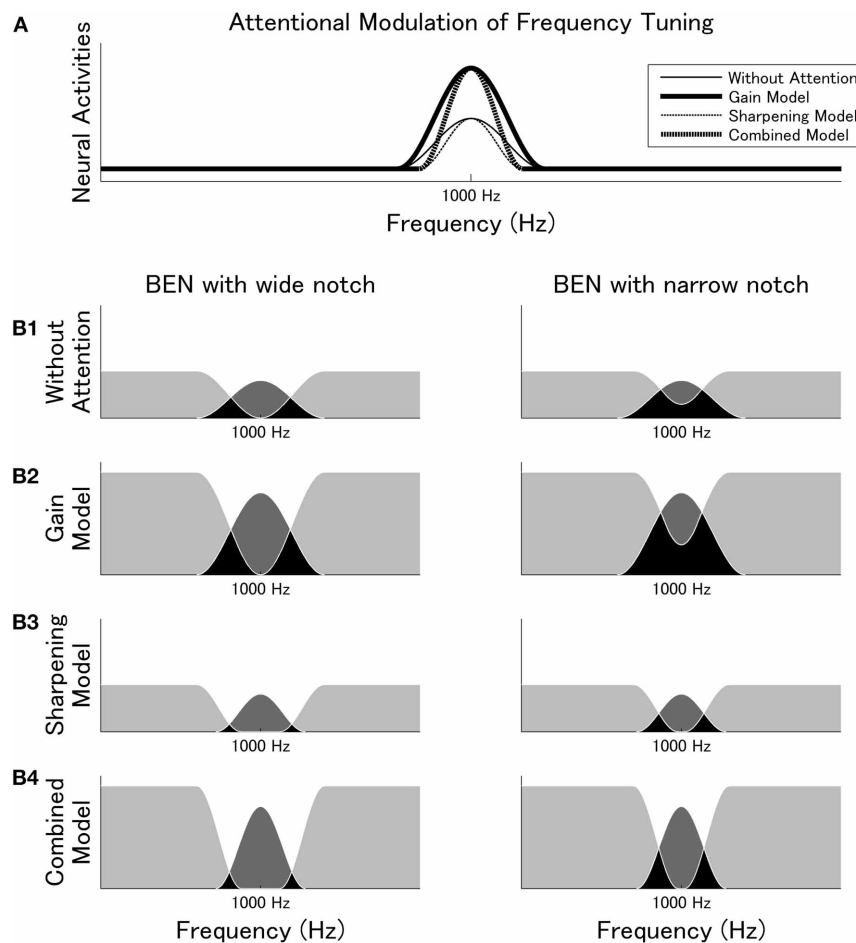 A
Attentional Modulation of Frequency Tuning
Neural Activities
Without Attention
Gain Model
Sharpening Model
Combined Model
1000 Hz
Frequency (Hz)
BEN with wide notch
BEN with narrow notch
B1
Without
Attention
1000 Hz
1000 Hz
B2
Gain
Model
1000 Hz
1000 Hz
B3
Sharpening
Model
1000 Hz
1000 Hz
B4
Combined
Model
1000 Hz
1000 Hz
Frequency (Hz)
Frequency (Hz)